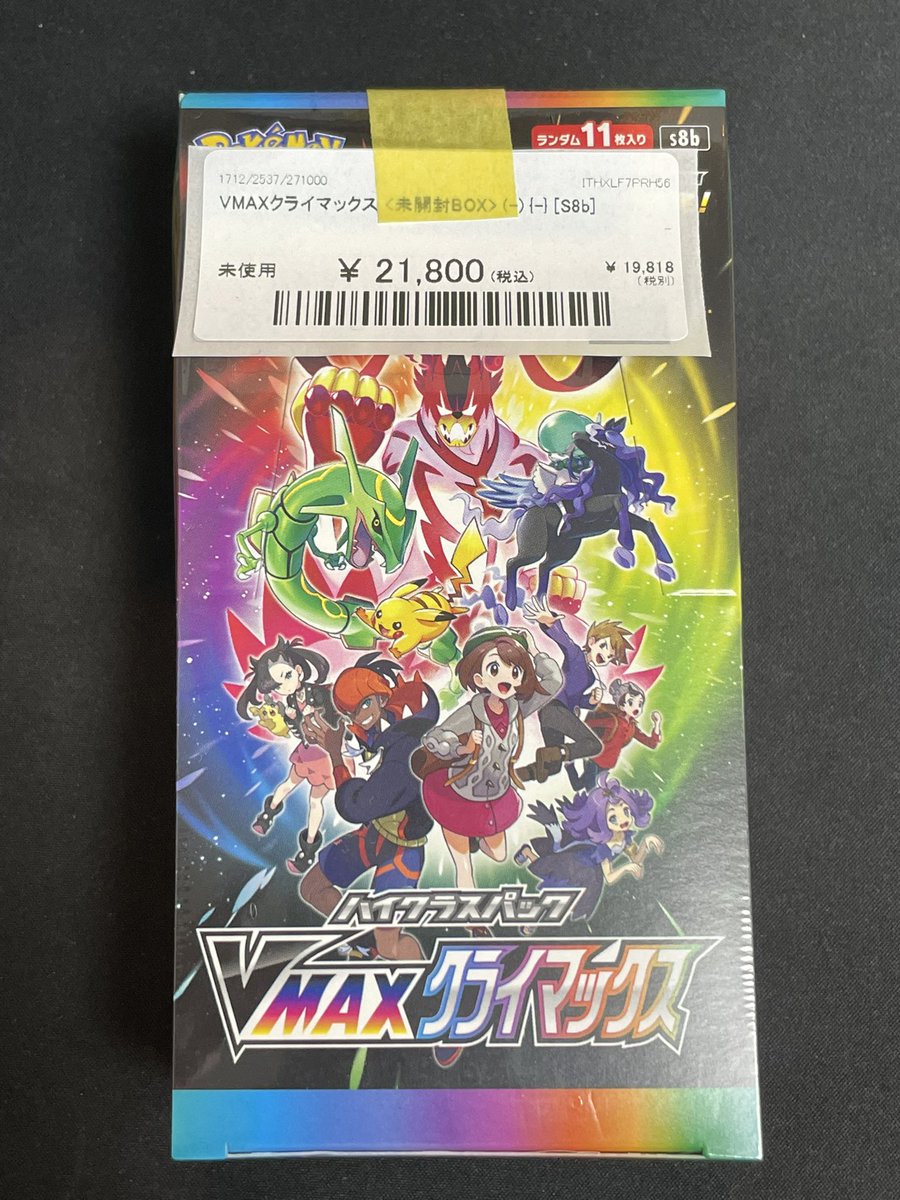 ランダム11枚入り s8b
1712/2537/271000 ITHXLF7PRH56
VMAXクライマックス <未開封BOX> (-) {-} [S8b]
未使用 ¥ 21,800(税込) ¥ 19,818
(税別)
ハイクラスパック
VMAXクライマックス